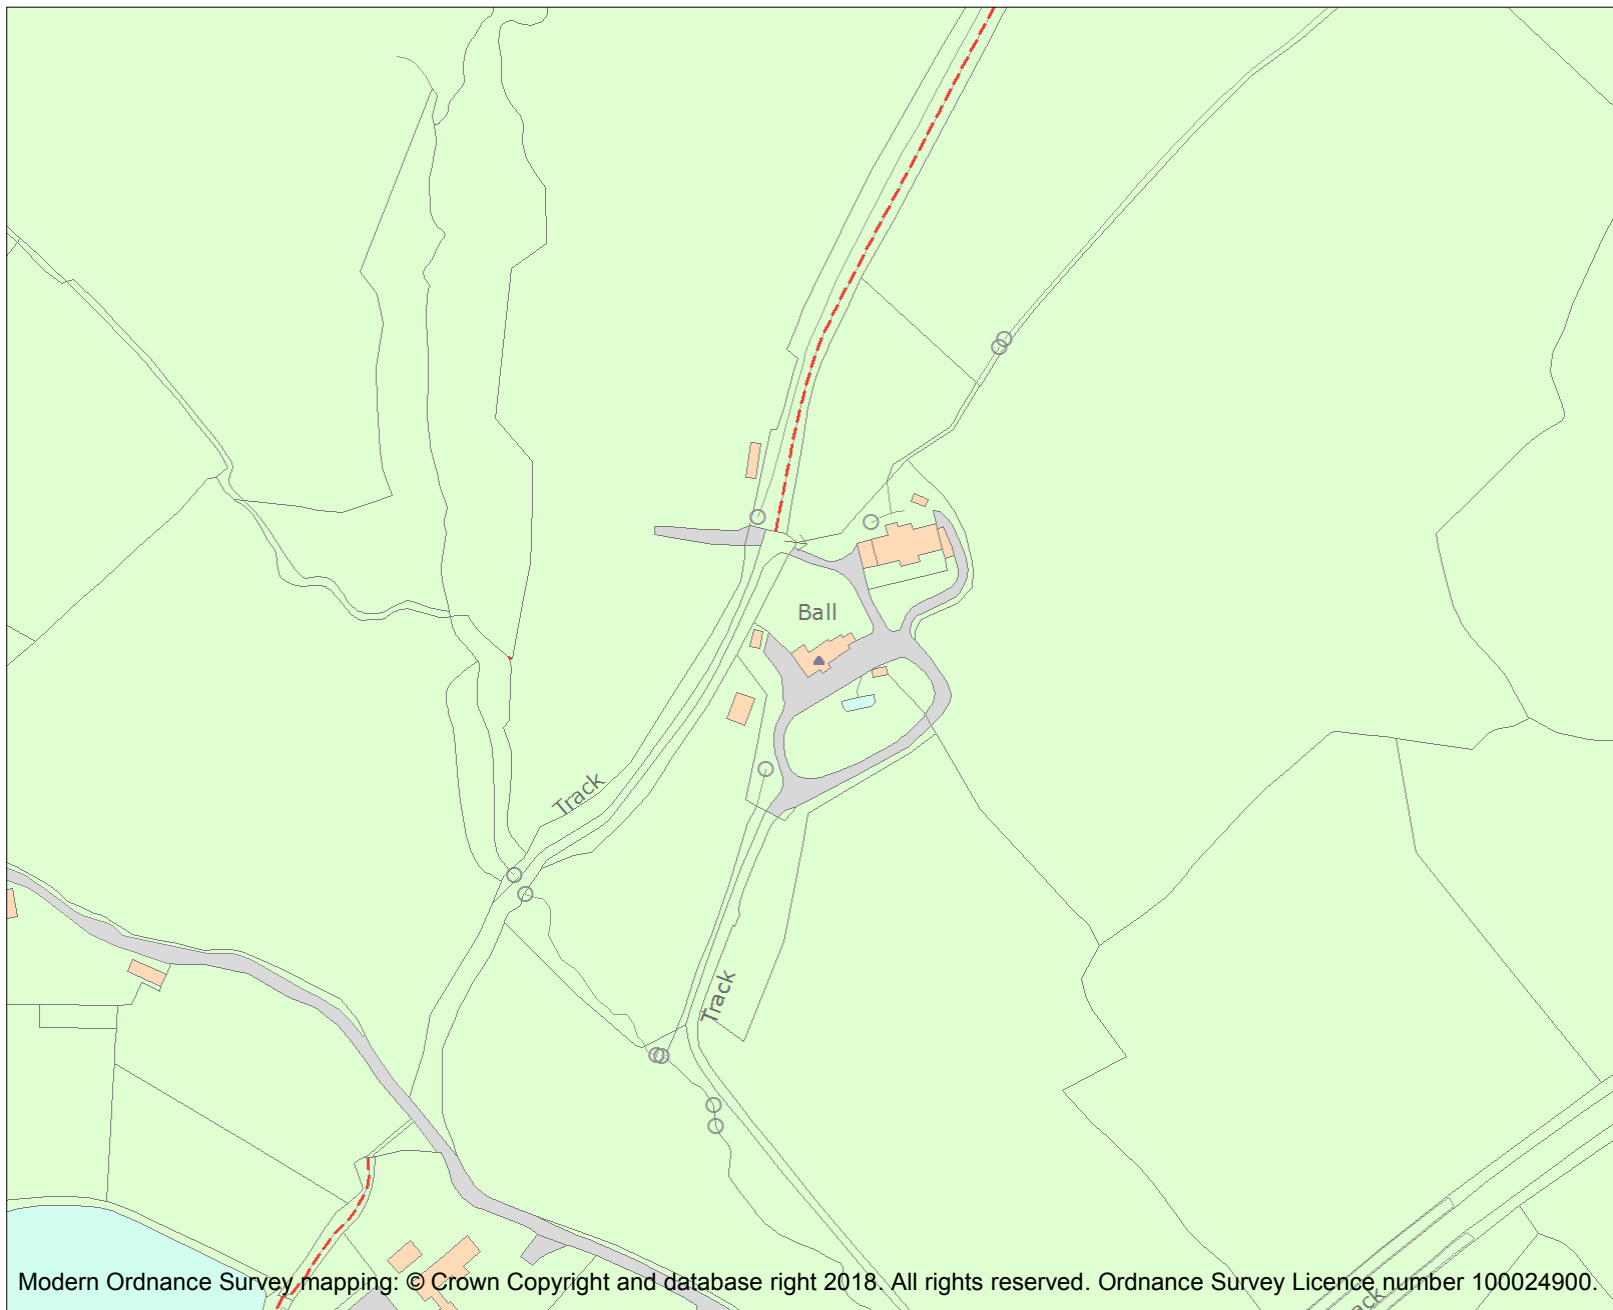 Ball
Track
Track
Modern Ordnance Survey mapping: © Crown Copyright and database right 2018. All rights reserved. Ordnance Survey Licence number 100024900.